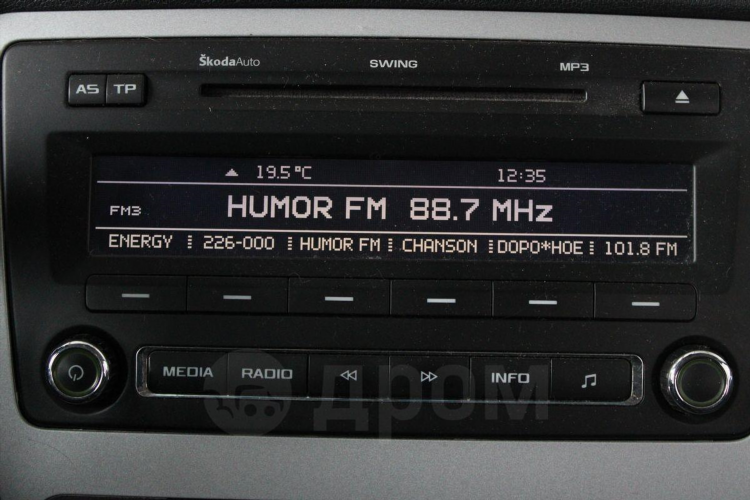 ŠkodaAuto SWING MP3
AS TP
19.5°C 12:35
FM3 HUMOR FM 88.7 MHz
ENERGY 226-000 HUMOR FM CHANSON DOPO*HOE 101.8 FM
MEDIA RADIO INFO
дром